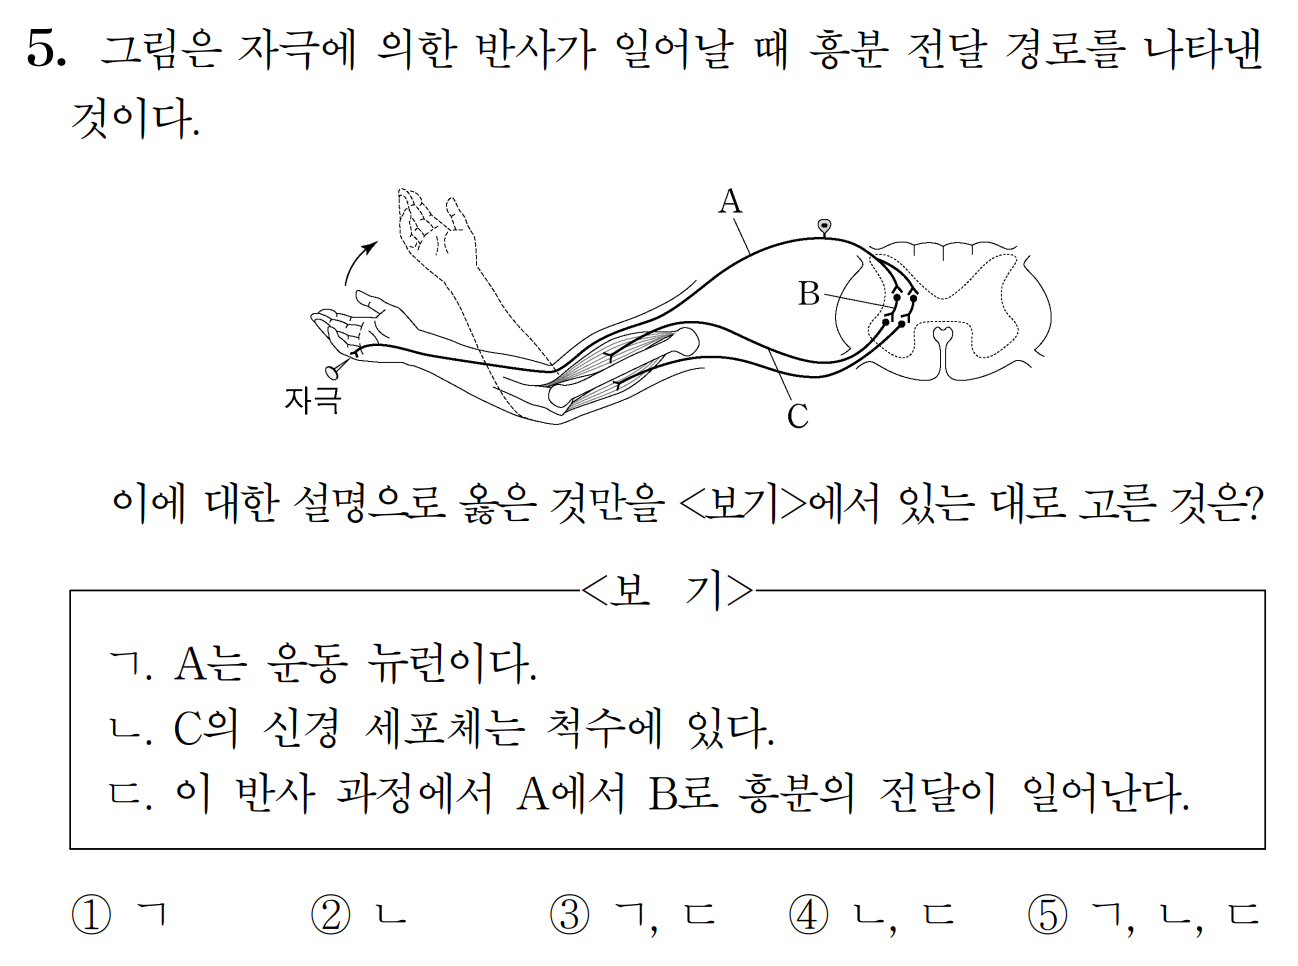 5. 그림은 자극에 의한 반사가 일어날 때 흥분 전달 경로를 나타낸
것이다.
A
B
자극
C
이에 대한 설명으로 옳은 것만을 <보기>에서 있는 대로 고른 것은?
<보 기>
ㄱ. A는 운동 뉴런이다.
ㄴ. C의 신경 세포체는 척수에 있다.
ㄷ. 이 반사 과정에서 A에서 B로 흥분의 전달이 일어난다.
① ㄱ ② ㄴ ③ ㄱ, ㄷ ④ ㄴ, ㄷ ⑤ ㄱ, ㄴ, ㄷ